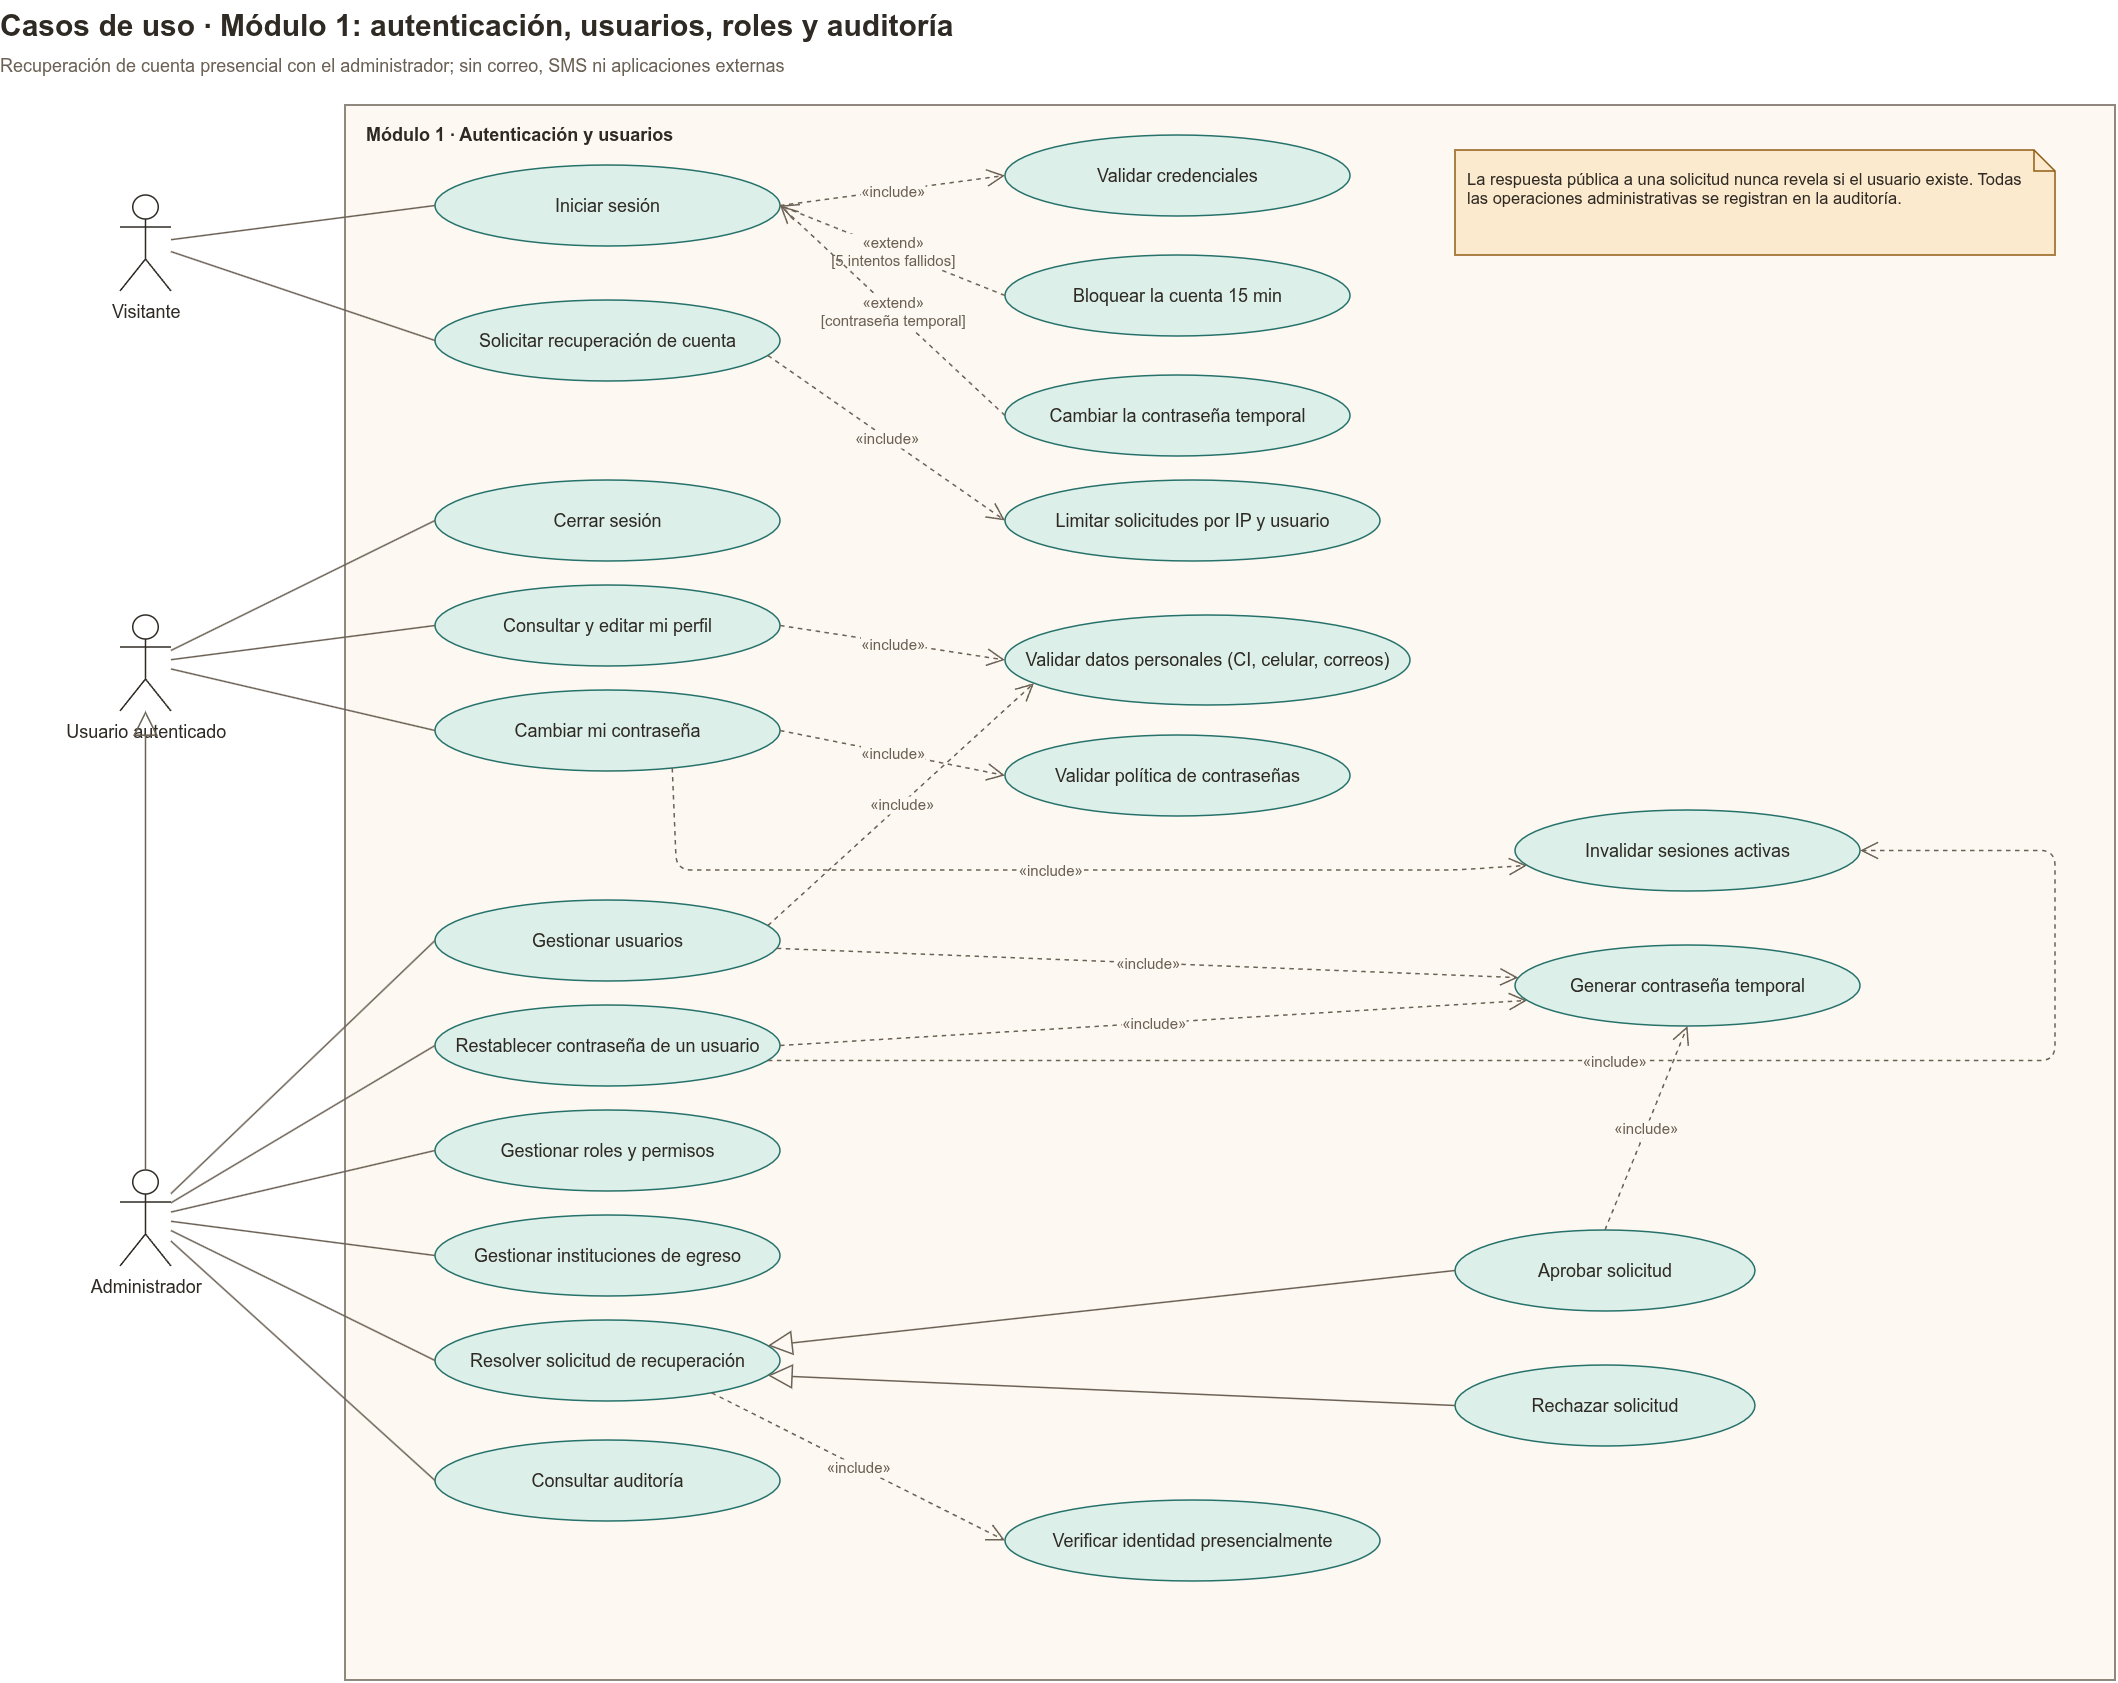 Casos de uso · Módulo 1: autenticación, usuarios, roles y auditoría
Recuperación de cuenta presencial con el administrador; sin correo, SMS ni aplicaciones externas
Módulo 1 · Autenticación y usuarios
La respuesta pública a una solicitud nunca revela si el usuario existe. Todas
las operaciones administrativas se registran en la auditoría.
Visitante
Iniciar sesión
«include»
Validar credenciales
«extend»
[5 intentos fallidos]
Bloquear la cuenta 15 min
«extend»
[contraseña temporal]
Solicitar recuperación de cuenta
Cambiar la contraseña temporal
«include»
Cerrar sesión
Limitar solicitudes por IP y usuario
Usuario autenticado
Consultar y editar mi perfil
«include»
Validar datos personales (CI, celular, correos)
Cambiar mi contraseña
«include»
Validar política de contraseñas
«include»
«include»
Invalidar sesiones activas
Gestionar usuarios
«include»
Generar contraseña temporal
Restablecer contraseña de un usuario
«include»
«include»
Gestionar roles y permisos
«include»
Administrador
Gestionar instituciones de egreso
Aprobar solicitud
Resolver solicitud de recuperación
Rechazar solicitud
«include»
Consultar auditoría
Verificar identidad presencialmente